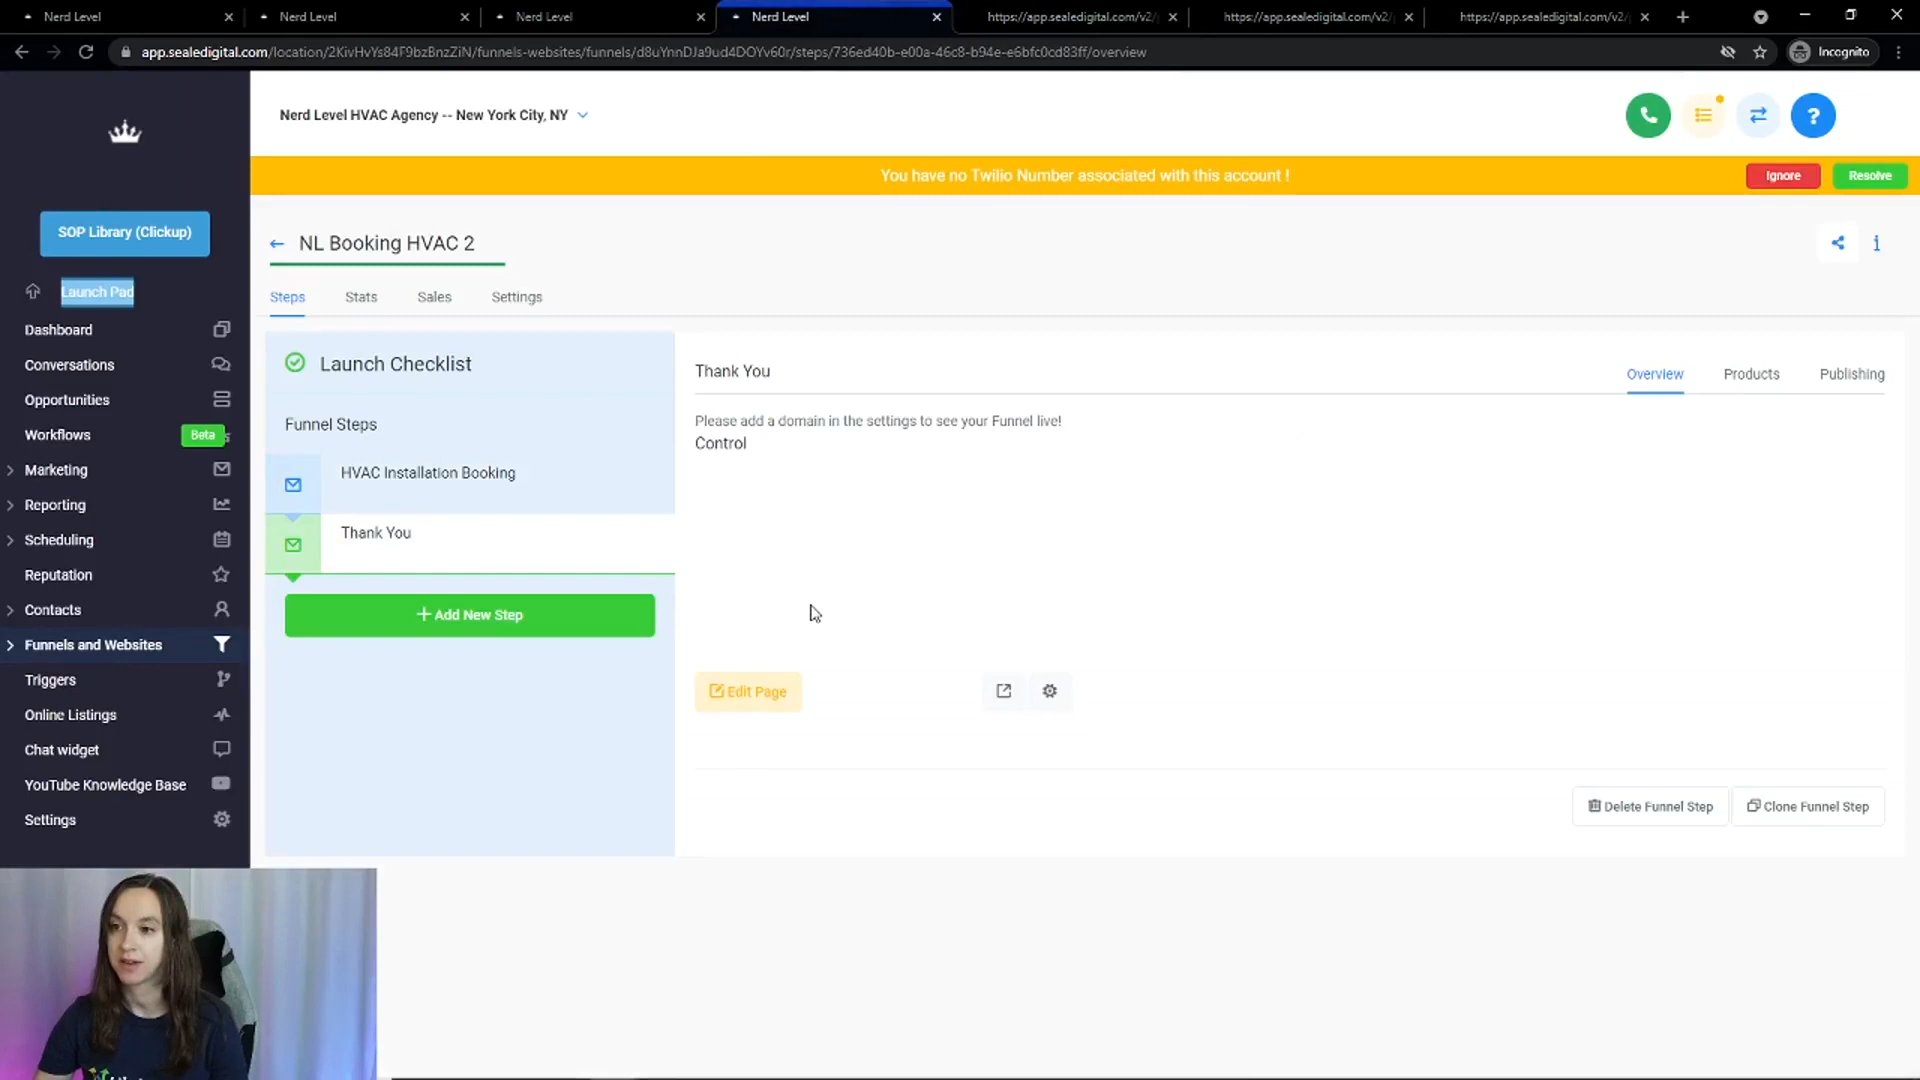 Nerd Level
Nerd Level
Nerd Level
Nerd Level
https://app.sealedigital.com/v2/
https://app.sealedigital.com/v2/
https://app.sealedigital.com/v2/
app.sealedigital.com/location/2KivHvYs84F9bzBnzZiN/funnels-websites/funnels/d8uYnnDJa9ud4DOYv60r/steps/736ed40b-e00a-46c8-b94e-e6bfc0cd83ff/overview
Incognito
Nerd Level HVAC Agency -- New York City, NY
?
You have no Twilio Number associated with this account !
Ignore
Resolve
SOP Library (Clickup)
Launch Pad
Dashboard
Conversations
Opportunities
Workflows
Beta
Marketing
Reporting
Scheduling
Reputation
Contacts
Funnels and Websites
Triggers
Online Listings
Chat widget
YouTube Knowledge Base
Settings
NL Booking HVAC 2
Steps
Stats
Sales
Settings
Launch Checklist
Funnel Steps
HVAC Installation Booking
Thank You
+ Add New Step
Thank You
Overview
Products
Publishing
Please add a domain in the settings to see your Funnel live!
Control
Edit Page
Delete Funnel Step
Clone Funnel Step